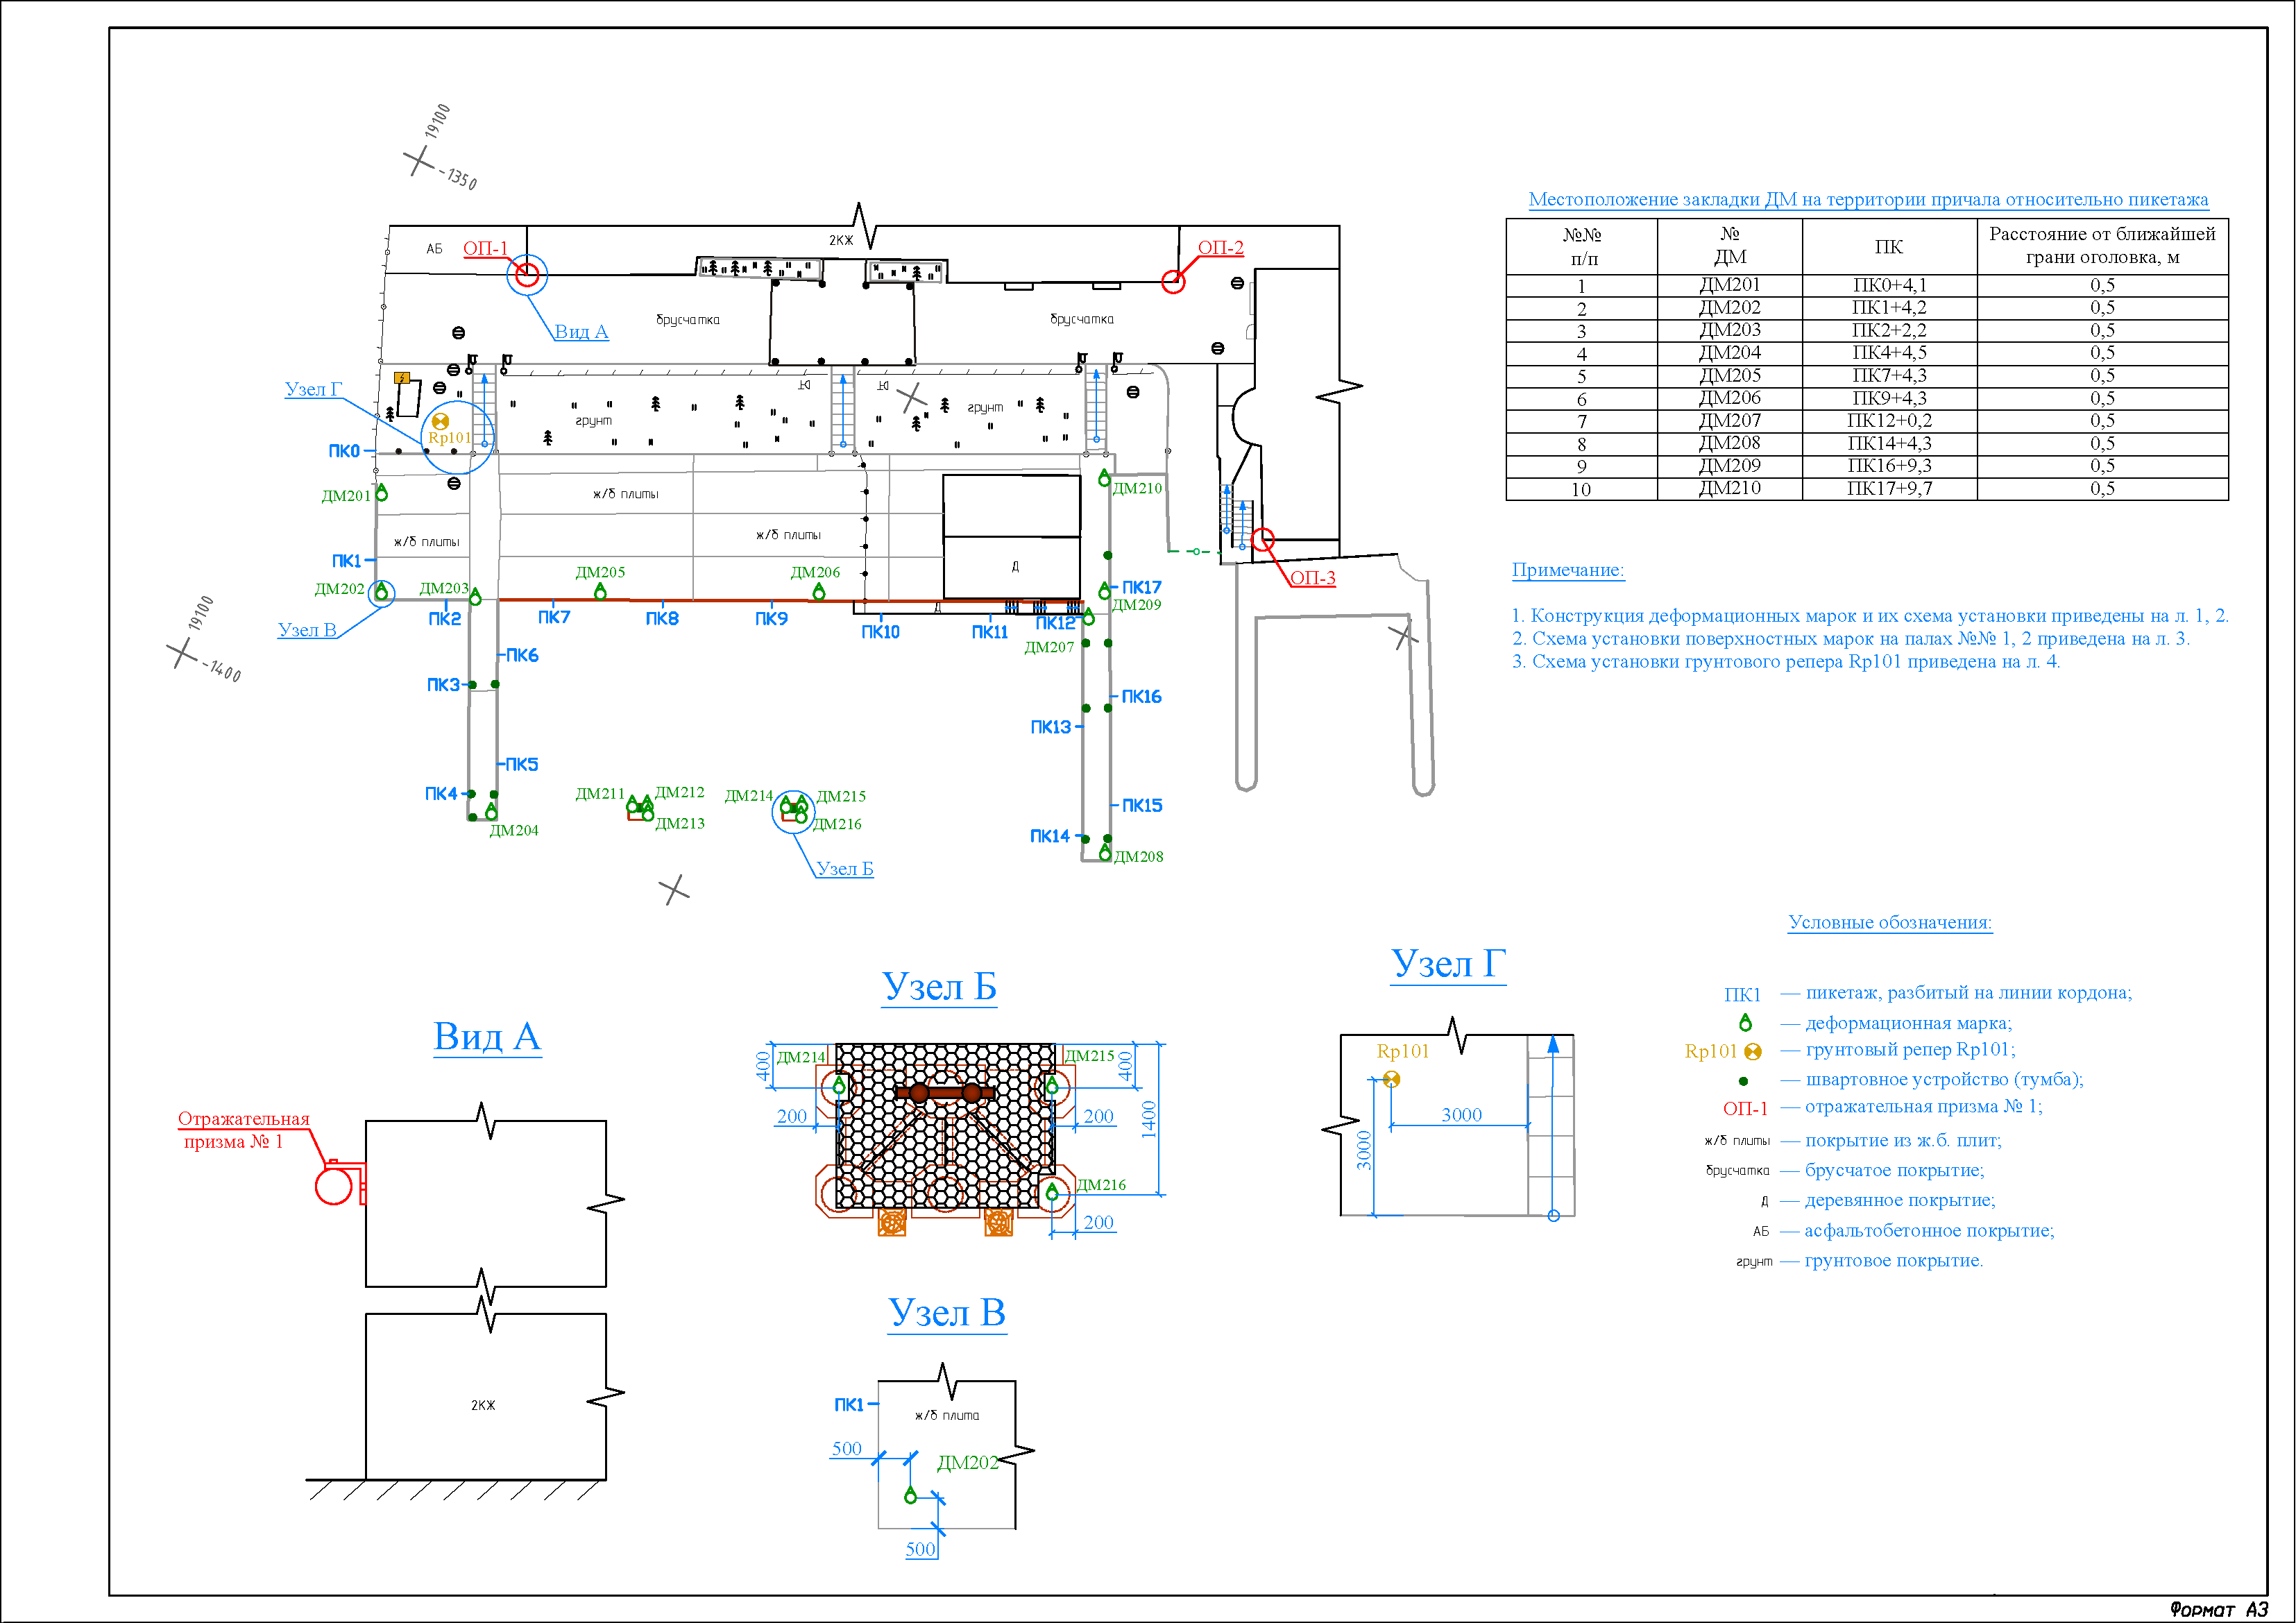 19100
-1350
19100
-1400
АБ
ОП-1
2КЖ
ОП-2
Вид А
брусчатка
брусчатка
Узел Г
Rp101
грунт
грунт
ПК0
ДМ201
ж/б плиты
ж/б плиты
ж/б плиты
ДМ210
ПК1
ДМ202
ДМ203
ДМ205
ДМ206
Д
ОП-3
ПК17
ДМ209
Узел В
ПК2
ПК7
ПК8
ПК9
ПК10
Д
ПК11
ПК12
ДМ207
ПК6
ПК3
ПК16
ПК13
ПК5
ПК4
ДМ204
ДМ211
ДМ212
ДМ213
ДМ214
ДМ215
ДМ216
ПК15
ПК14
ДМ208
Узел Б
Местоположение закладки ДМ на территории причала относительно пикетажа
№№ п/п № ДМ ПК Расстояние от ближайшей грани оголовка, м
1 ДМ201 ПК0+4,1 0,5
2 ДМ202 ПК1+4,2 0,5
3 ДМ203 ПК2+2,2 0,5
4 ДМ204 ПК4+4,5 0,5
5 ДМ205 ПК7+4,3 0,5
6 ДМ206 ПК9+4,3 0,5
7 ДМ207 ПК12+0,2 0,5
8 ДМ208 ПК14+4,3 0,5
9 ДМ209 ПК16+9,3 0,5
10 ДМ210 ПК17+9,7 0,5
Примечание:
1. Конструкция деформационных марок и их схема установки приведены на л. 1, 2.
2. Схема установки поверхностных марок на палах №№ 1, 2 приведена на л. 3.
3. Схема установки грунтового репера Rp101 приведена на л. 4.
Вид А
Отражательная
призма № 1
2КЖ
Узел Б
400
ДМ214
ДМ215
400
200
200
1400
ДМ216
200
Узел В
ПК1
ж/б плита
500
ДМ202
500
Узел Г
Rp101
3000
3000
Условные обозначения:
ПК1 — пикетаж, разбитый на линии кордона;
— деформационная марка;
Rp101 — грунтовый репер Rp101;
— швартовное устройство (тумба);
ОП-1 — отражательная призма № 1;
ж/б плиты — покрытие из ж.б. плит;
брусчатка — брусчатое покрытие;
Д — деревянное покрытие;
АБ — асфальтобетонное покрытие;
грунт — грунтовое покрытие.
Формат А3